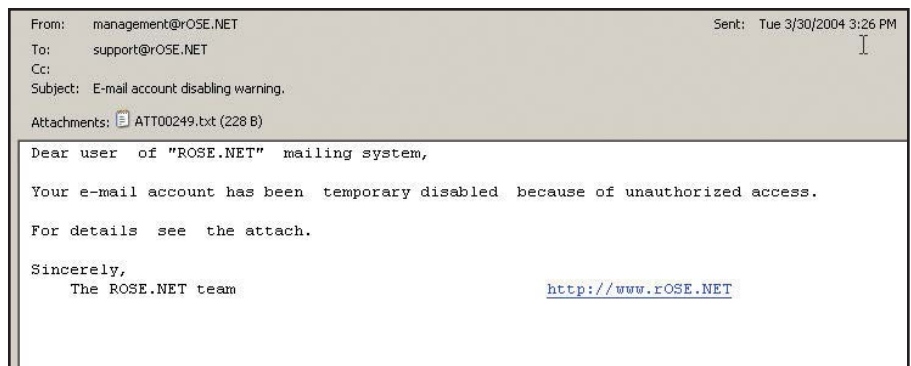 From: management@rOSE.NET Sent: Tue 3/30/2004 3:26 PM
To: support@rOSE.NET
Cc:
Subject: E-mail account disabling warning.
Attachments: ATT00249.txt (228 B)
Dear user of "ROSE.NET" mailing system,
Your e-mail account has been temporary disabled because of unauthorized access.
For details see the attach.
Sincerely,
The ROSE.NET team http://www.rOSE.NET